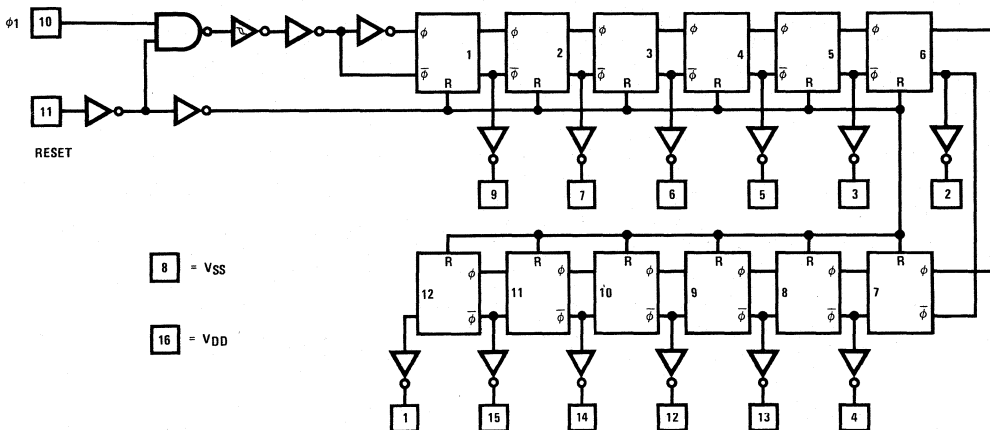 φ1 10
φ φ φ φ φ φ
1 2 3 4 5 6
φ̅ φ̅ φ̅ φ̅ φ̅ φ̅
R R R R R R
11
RESET
9 7 6 5 3 2
R R R R R R
8 = VSS
φ φ φ φ φ φ
12 11 10 9 8 7
φ̅ φ̅ φ̅ φ̅ φ̅ φ̅
16 = VDD
1 15 14 12 13 4